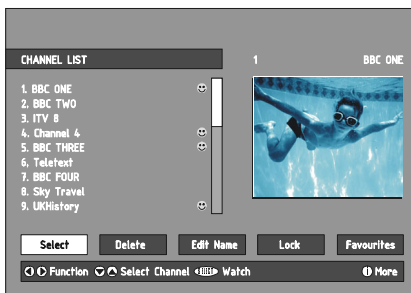 CHANNEL LIST
1 BBC ONE
1. BBC ONE
2. BBC TWO
3. ITV 8
4. Channel 4
5. BBC THREE
6. Teletext
7. BBC FOUR
8. Sky Travel
9. UKHistory
Select Delete Edit Name Lock Favourites
Function Select Channel Watch i More